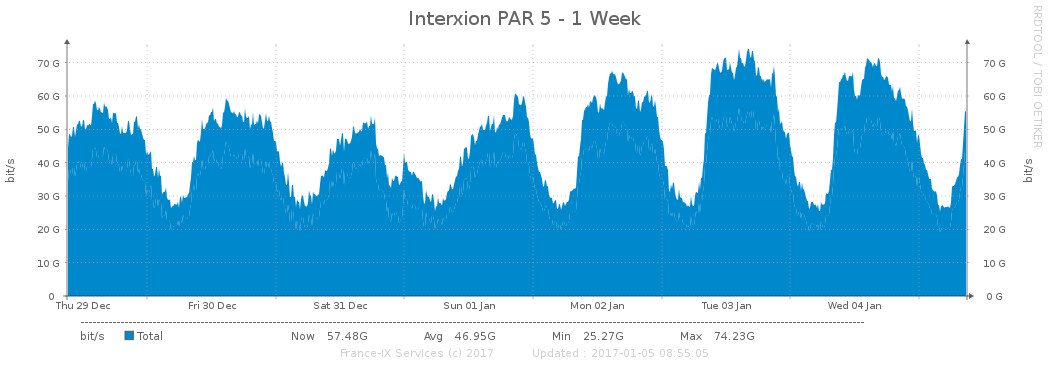 Interxion PAR 5 - 1 Week
RRDTOOL / TOBI OETIKER
bit/s
70 G
60 G
50 G
40 G
30 G
20 G
10 G
0
70 G
60 G
50 G
40 G
30 G
20 G
10 G
0 G
bit/s
Thu 29 Dec Fri 30 Dec Sat 31 Dec Sun 01 Jan Mon 02 Jan Tue 03 Jan Wed 04 Jan
bit/s Total Now 57.48G Avg 46.95G Min 25.27G Max 74.23G
France-IX Services (c) 2017 Updated : 2017-01-05 08:55:05